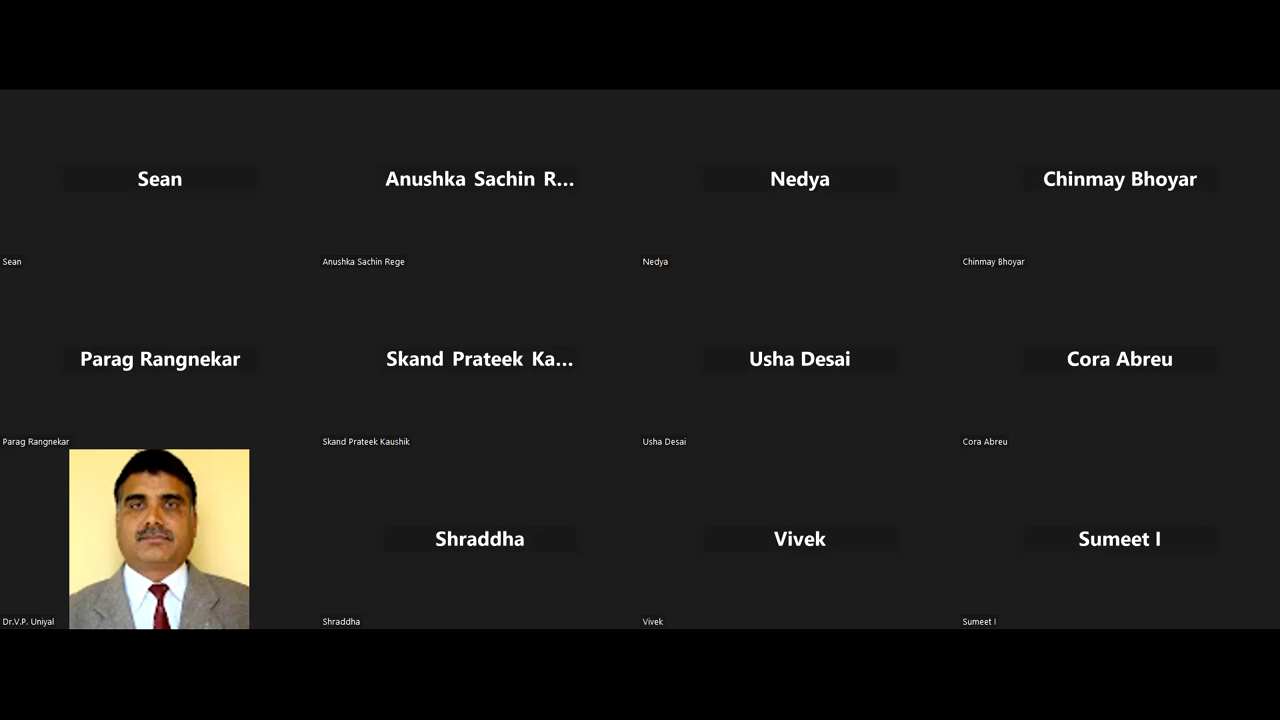 Sean
Anushka Sachin R...
Nedya
Chinmay Bhoyar
Sean
Anushka Sachin Rege
Nedya
Chinmay Bhoyar
Parag Rangnekar
Skand Prateek Ka...
Usha Desai
Cora Abreu
Parag Rangnekar
Skand Prateek Kaushik
Usha Desai
Cora Abreu
Shraddha
Vivek
Sumeet I
Dr.V.P. Uniyal
Shraddha
Vivek
Sumeet I